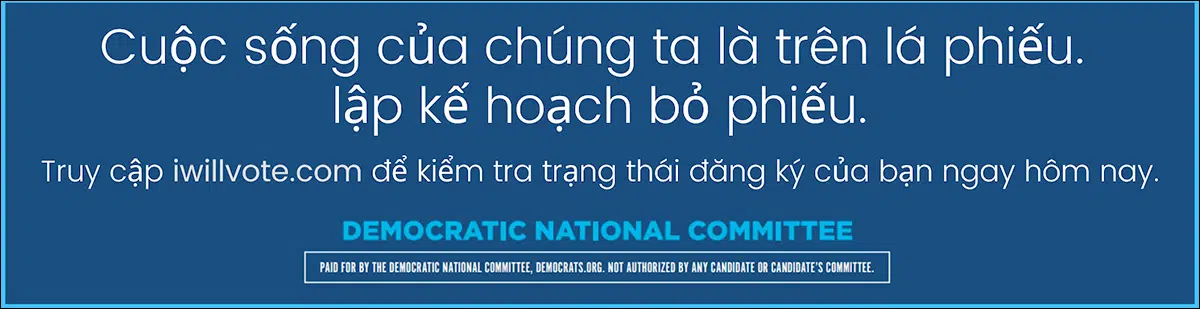 Cuộc sống của chúng ta là trên lá phiếu.
lập kế hoạch bỏ phiếu.
Truy cập iwillvote.com để kiểm tra trạng thái đăng ký của bạn ngay hôm nay.
DEMOCRATIC NATIONAL COMMITTEE
PAID FOR BY THE DEMOCRATIC NATIONAL COMMITTEE, DEMOCRATS.ORG. NOT AUTHORIZED BY ANY CANDIDATE OR CANDIDATE'S COMMITTEE.